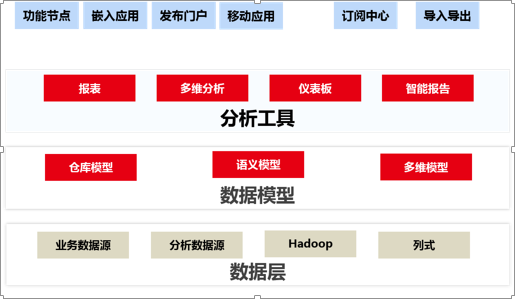 功能节点 嵌入应用 发布门户 移动应用 订阅中心 导入导出
报表 多维分析 仪表板 智能报告
分析工具
仓库模型 语义模型 多维模型
数据模型
业务数据源 分析数据源 Hadoop 列式
数据层